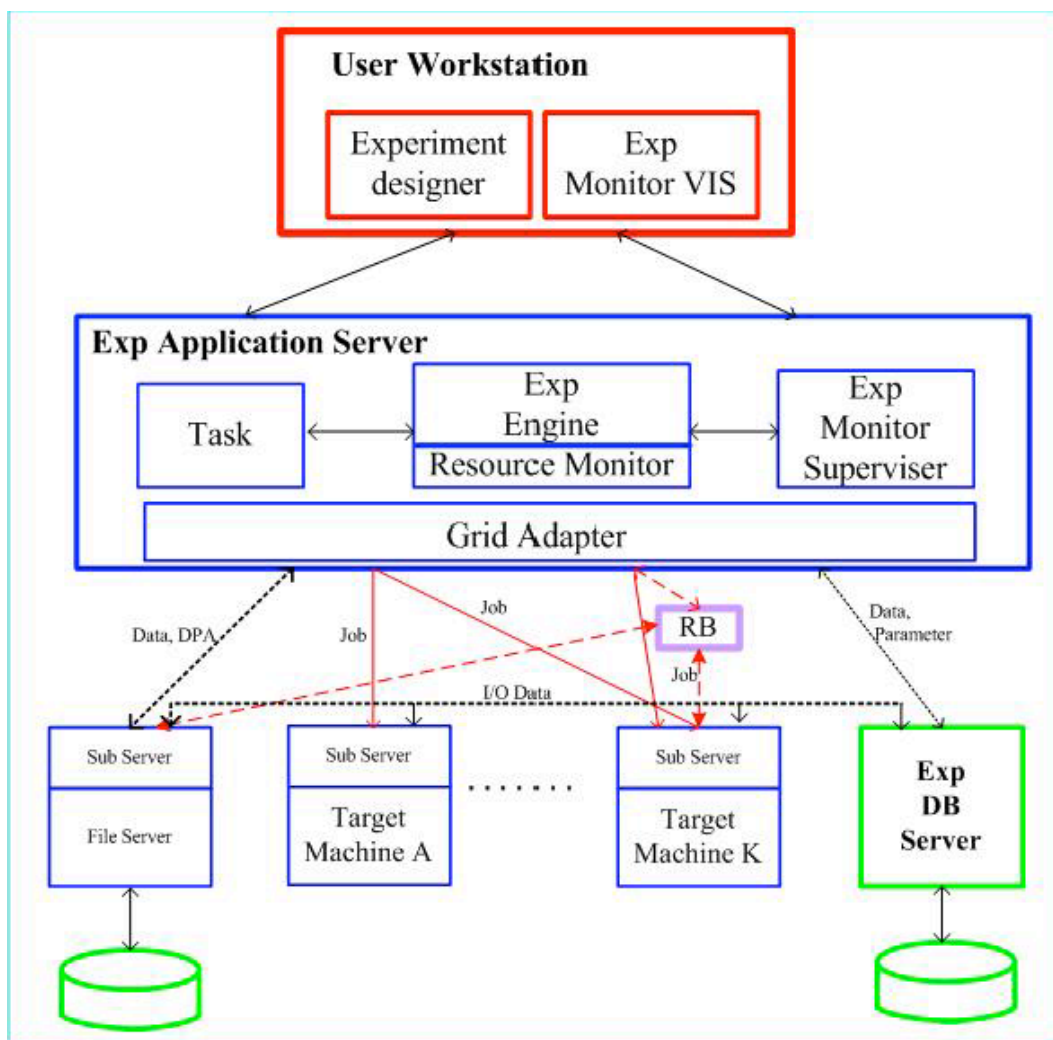 User Workstation
Experiment
designer
Exp
Monitor VIS
Exp Application Server
Task
Exp
Engine
Resource Monitor
Exp
Monitor
Superviser
Grid Adapter
Data, DPA
Job
Job
RB
Job
Data,
Parameter
I/O Data
Sub Server
File Server
Sub Server
Target
Machine A
.......
Sub Server
Target
Machine K
Exp
DB
Server